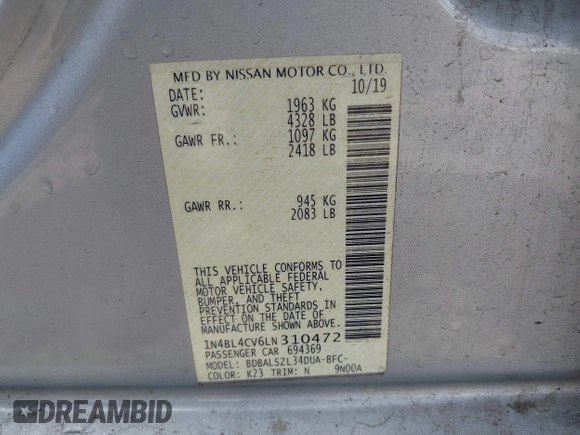 MFD BY NISSAN MOTOR CO., LTD.
DATE: 10/19
GVWR: 1963 KG
4328 LB
GAWR FR.: 1097 KG
2418 LB
GAWR RR.: 945 KG
2083 LB
THIS VEHICLE CONFORMS TO
ALL APPLICABLE FEDERAL
MOTOR VEHICLE SAFETY,
BUMPER, AND THEFT
PREVENTION STANDARDS IN
EFFECT ON THE DATE OF
MANUFACTURE SHOWN ABOVE.
1N4BL4CV6LN310472
PASSENGER CAR 694369
MODEL: BDBALSZL34DUA-BFC-
COLOR: K23 TRIM: N 9N00A
DREAMBID